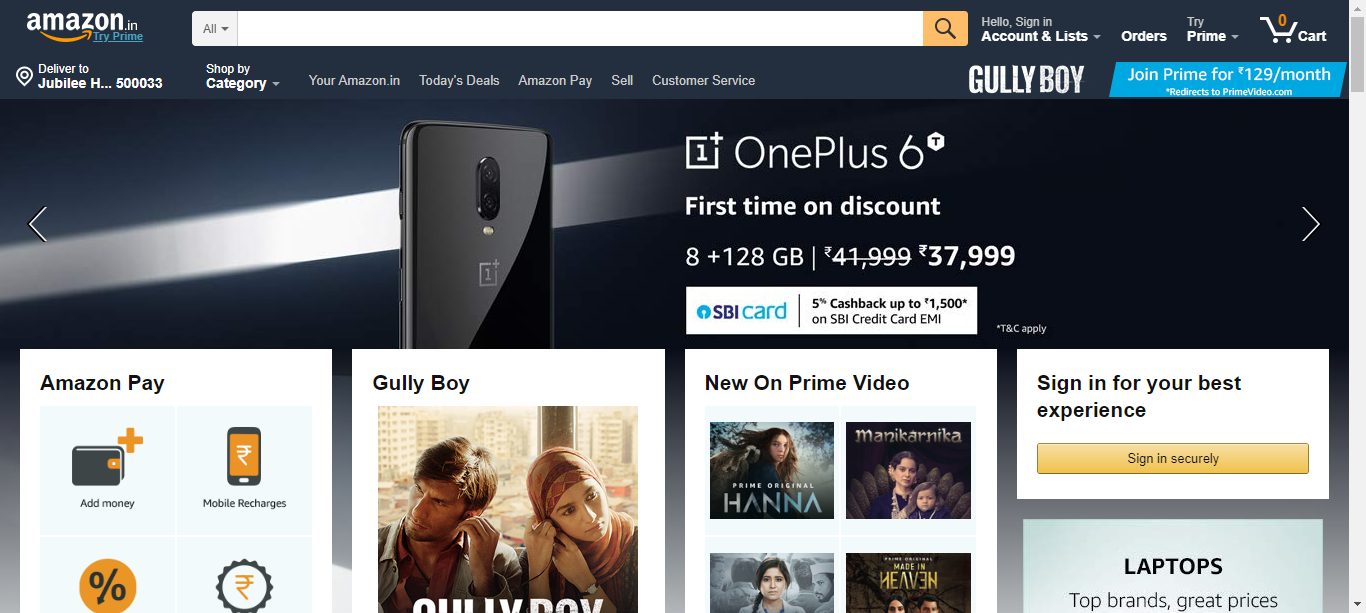 amazon.in
Try Prime
All
Hello, Sign in
Account & Lists
Orders
Try
Prime
0
Cart
Deliver to
Jubilee H... 500033
Shop by
Category
Your Amazon.in
Today's Deals
Amazon Pay
Sell
Customer Service
GULLY BOY
Join Prime for ₹129/month
*Redirects to PrimeVideo.com
1+ OnePlus 6T
First time on discount
8 +128 GB | ₹41,999 ₹37,999
SBI card
5% Cashback up to ₹1,500*
on SBI Credit Card EMI
*T&C apply
Amazon Pay
Add money
Mobile Recharges
%
₹
Gully Boy
GULLY BOY
New On Prime Video
PRIME ORIGINAL
HANNA
Manikarnika
PRIME ORIGINAL
MADE IN
HEAVEN
Sign in for your best
experience
Sign in securely
LAPTOPS
Top brands, great prices